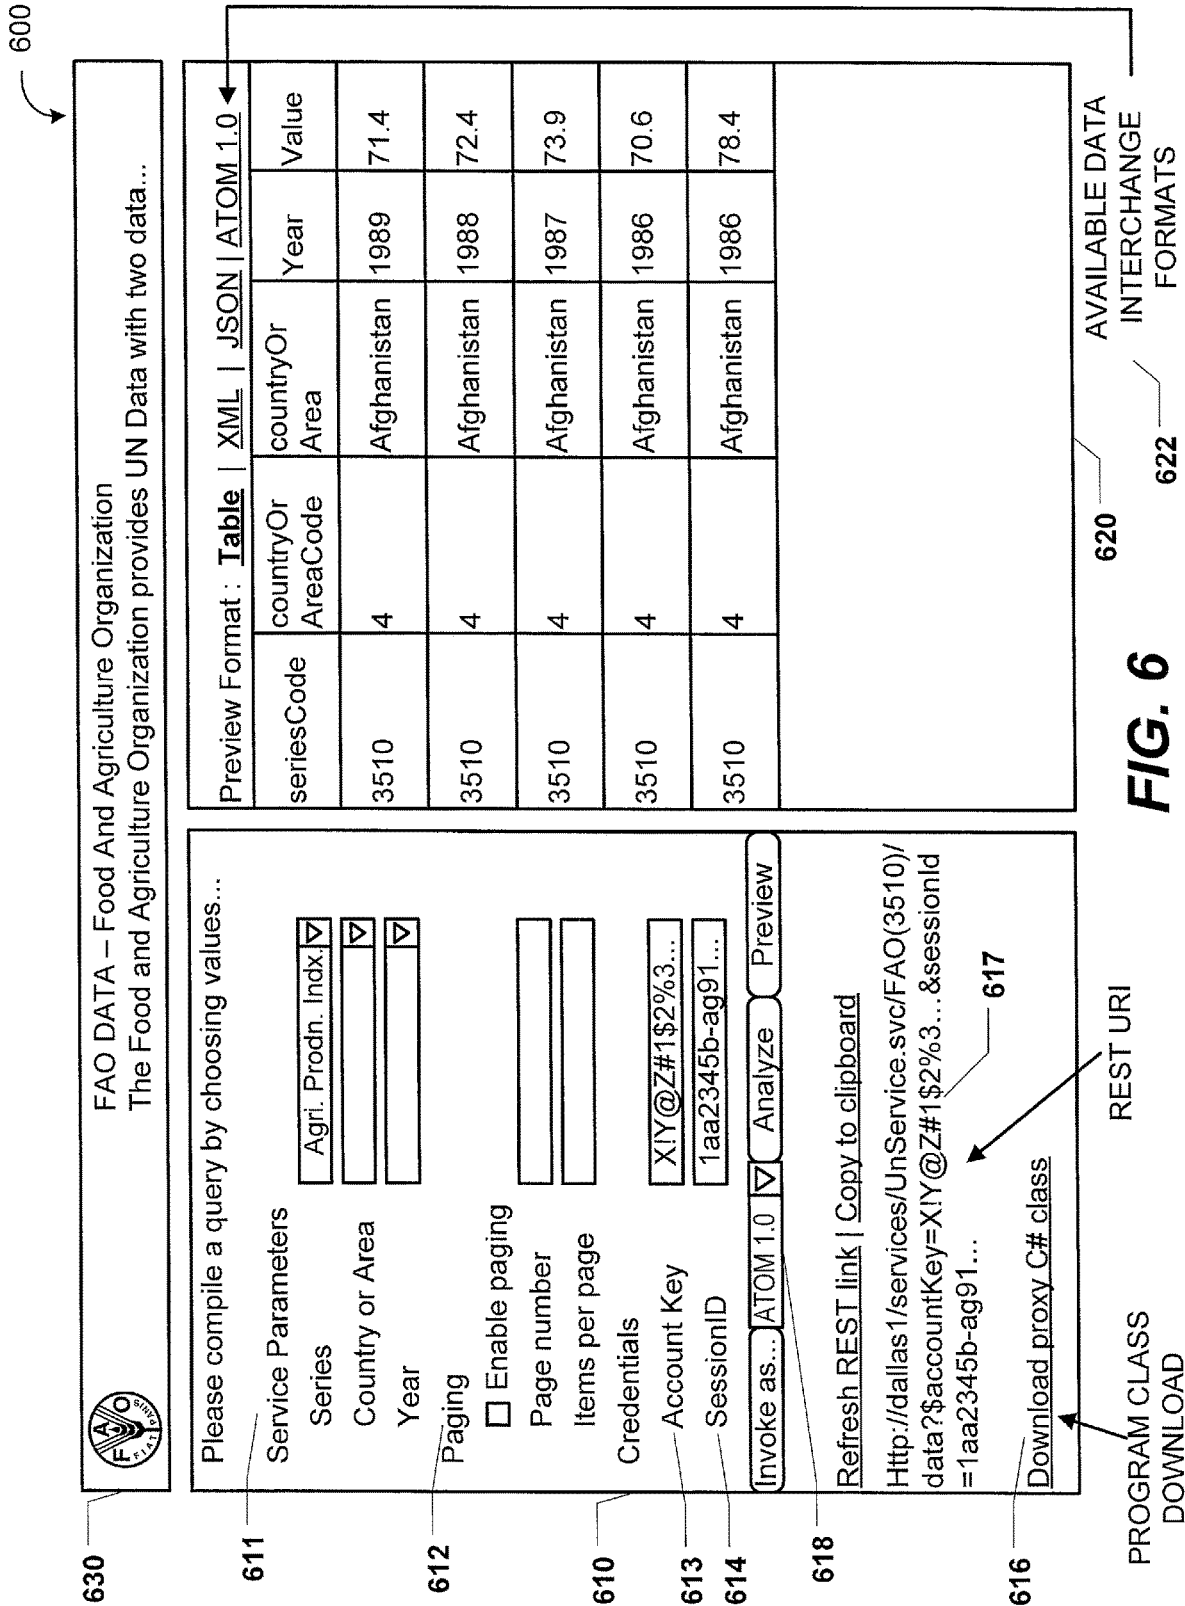 600
630
FAO DATA – Food And Agriculture Organization
The Food and Agriculture Organization provides UN Data with two data...
F A O
FIAT PANIS
Please compile a query by choosing values...
611
Service Parameters
Series Agri. Prodn. Indx.
Country or Area
Year
612
Paging
Enable paging
Page number
Items per page
610
Credentials
613
Account Key X!Y@Z#1$2%3...
614
SessionID 1aa2345b-ag91...
Invoke as... ATOM 1.0 Analyze Preview
618
Refresh REST link | Copy to clipboard
Http://dallas1/services/UnService.svc/FAO(3510)/
data?$accountKey=X!Y@Z#1$2%3...&sessionId
=1aa2345b-ag91...
617
REST URI
616
Download proxy C# class
PROGRAM CLASS
DOWNLOAD
Preview Format : Table | XML | JSON | ATOM 1.0
seriesCode countryOr AreaCode countryOr Area Year Value
3510 4 Afghanistan 1989 71.4
3510 4 Afghanistan 1988 72.4
3510 4 Afghanistan 1987 73.9
3510 4 Afghanistan 1986 70.6
3510 4 Afghanistan 1986 78.4
620
622
AVAILABLE DATA
INTERCHANGE
FORMATS
FIG. 6